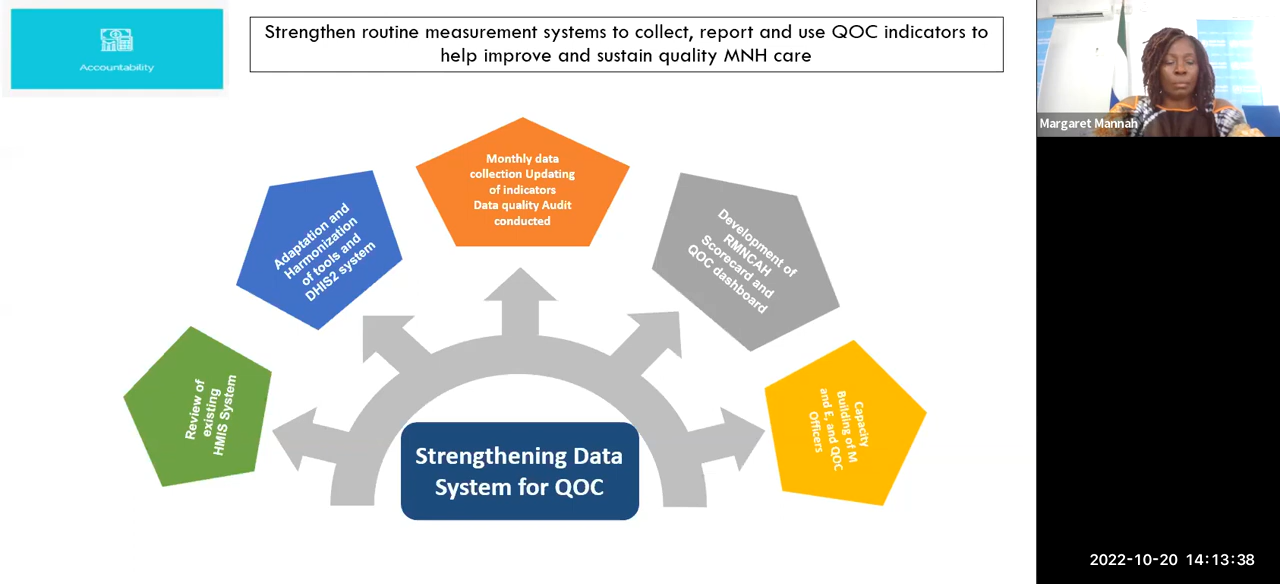 Accountability
Strengthen routine measurement systems to collect, report and use QOC indicators to
help improve and sustain quality MNH care
Margaret Mannah
Review of
existing
HMIS System
Adaptation and
Harmonization
of tools and
DHIS2 system
Monthly data
collection Updating
of indicators
Data quality Audit
conducted
Development of
RMNCAH
Scorecard and
QOC dashboard
Capacity
Building of M
and E, and QOC
Officers
Strengthening Data
System for QOC
2022-10-20 14:13:38